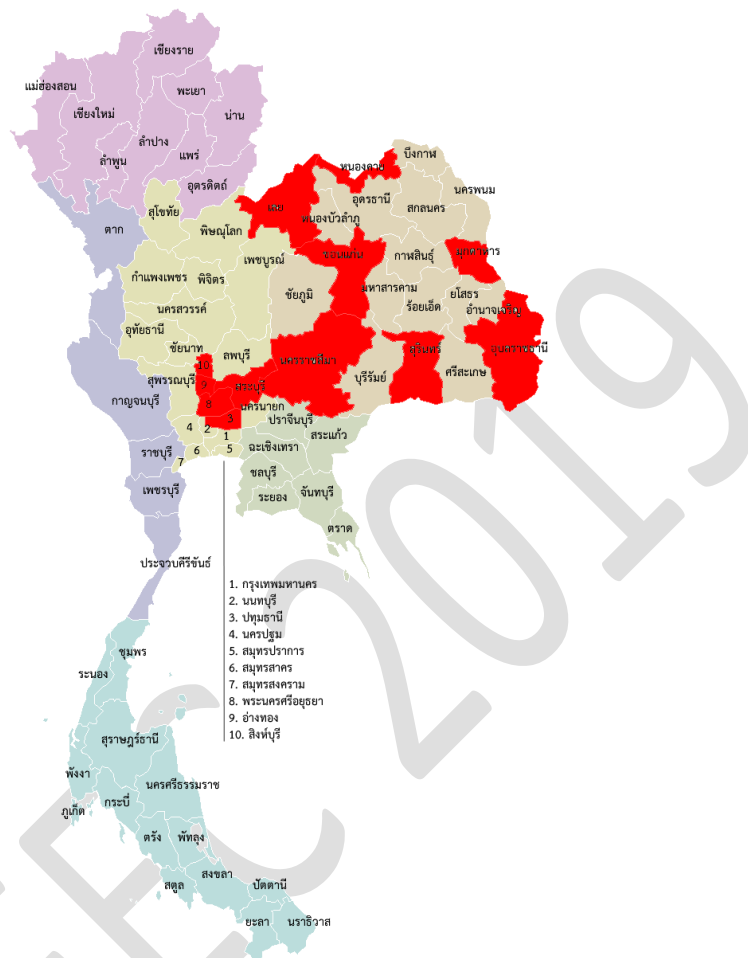 เชียงราย
แม่ฮ่องสอน
พะเยา
เชียงใหม่
น่าน
ลำปาง
แพร่
ลำพูน
อุตรดิตถ์
บึงกาฬ
หนองคาย
เลย
อุดรธานี
นครพนม
สกลนคร
หนองบัวลำภู
สุโขทัย
ตาก
พิษณุโลก
ขอนแก่น
กาฬสินธุ์
มุกดาหาร
เพชรบูรณ์
กำแพงเพชร
พิจิตร
ชัยภูมิ
มหาสารคาม
ร้อยเอ็ด
ยโสธร
อำนาจเจริญ
นครสวรรค์
อุทัยธานี
ชัยนาท
ลพบุรี
นครราชสีมา
สุรินทร์
อุบลราชธานี
10
สุพรรณบุรี
9
สระบุรี
บุรีรัมย์
ศรีสะเกษ
กาญจนบุรี
8
นครนายก
3
ปราจีนบุรี
4
2
1
สระแก้ว
ราชบุรี
7
6
5
ฉะเชิงเทรา
ชลบุรี
เพชรบุรี
ระยอง
จันทบุรี
ตราด
ประจวบคีรีขันธ์
1. กรุงเทพมหานคร
2. นนทบุรี
3. ปทุมธานี
4. นครปฐม
5. สมุทรปราการ
6. สมุทรสาคร
7. สมุทรสงคราม
8. พระนครศรีอยุธยา
9. อ่างทอง
10. สิงห์บุรี
ชุมพร
ระนอง
สุราษฎร์ธานี
พังงา
นครศรีธรรมราช
กระบี่
ภูเก็ต
ตรัง
พัทลุง
สงขลา
สตูล
ปัตตานี
ยะลา
นราธิวาส
2019